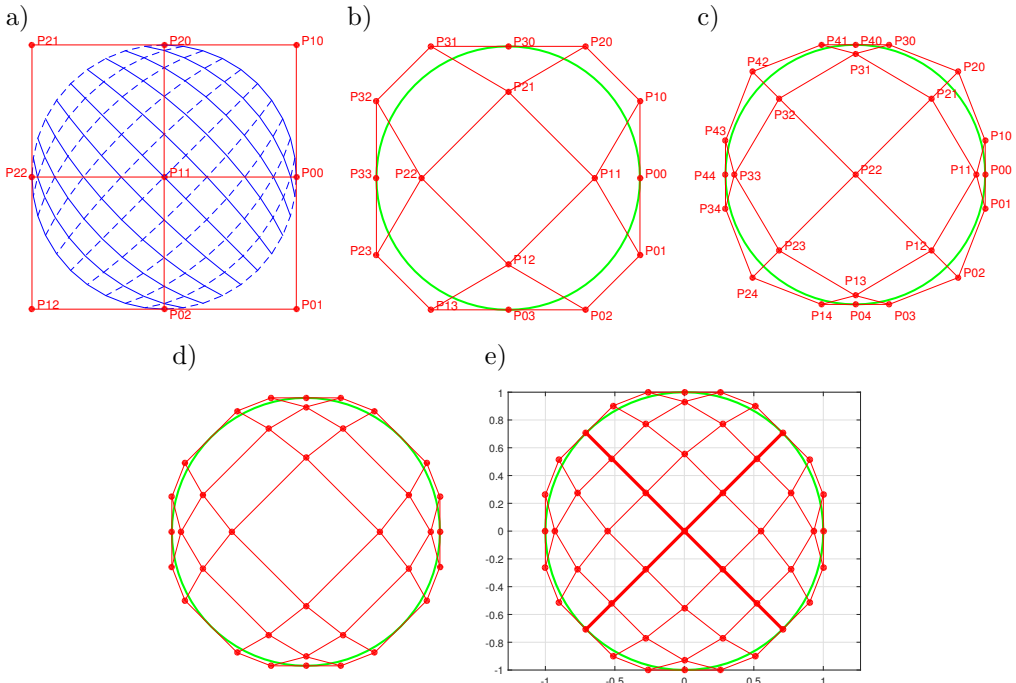 a) b) c)
P21 P20 P10
P22 P11 P00
P12 P02 P01
P31 P30 P20
P32 P21 P10
P33 P22 P11 P00
P23 P12 P01
P13 P03 P02
P41 P40 P30
P42 P31 P20
P32 P21
P43 P10
P44 P33 P22 P11 P00
P34 P01
P23 P12
P24 P13 P02
P14 P04 P03
d) e)
1
0.8
0.6
0.4
0.2
0
-0.2
-0.4
-0.6
-0.8
-1
-1 -0.5 0 0.5 1